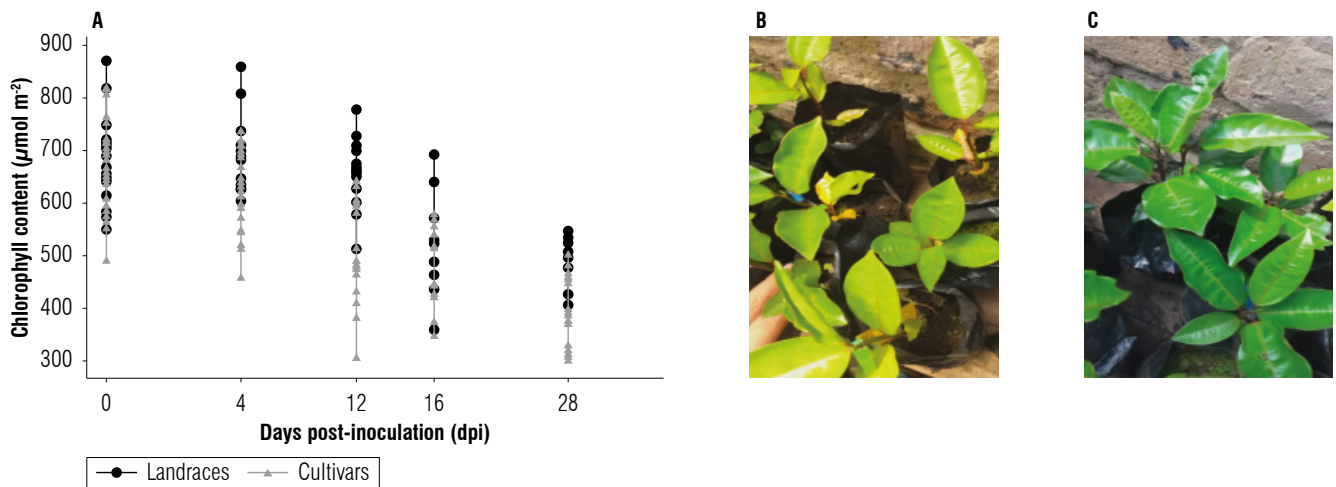 A
B
C
Chlorophyll content (µmol m⁻²)
900
800
700
600
500
400
300
0 4 12 16 28
Days post-inoculation (dpi)
Landraces Cultivars